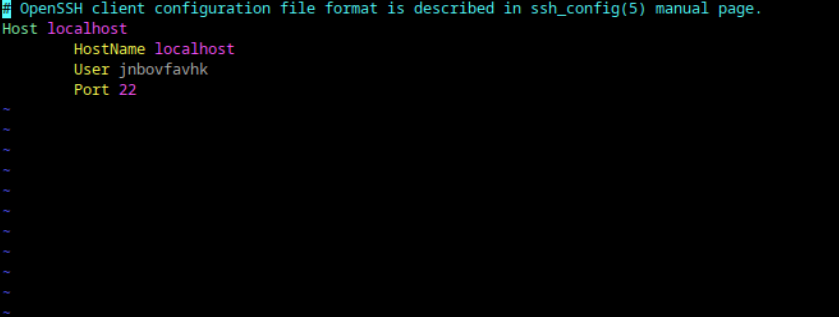 # OpenSSH client configuration file format is described in ssh_config(5) manual page.
Host localhost
HostName localhost
User jnbovfavhk
Port 22
~
~
~
~
~
~
~
~
~
~
~